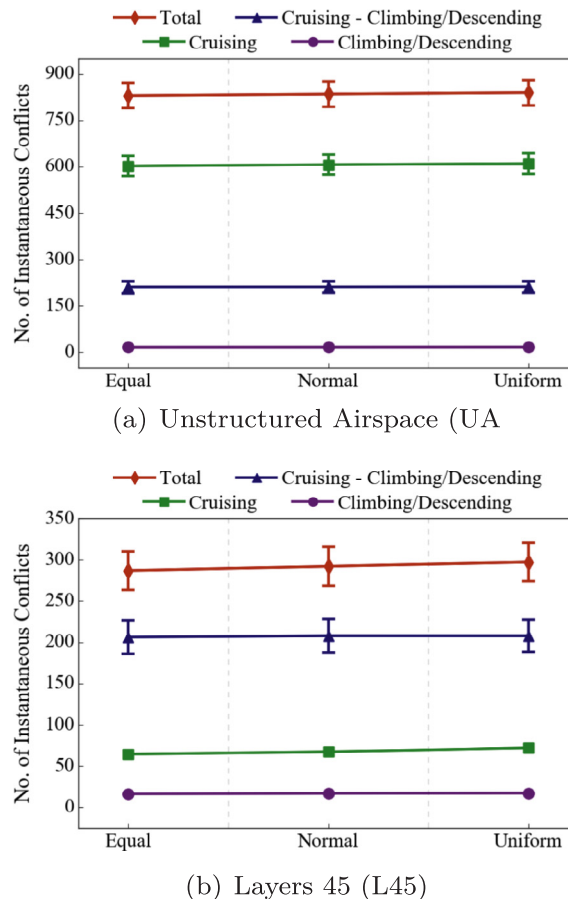 Total Cruising - Climbing/Descending
Cruising Climbing/Descending
No. of Instantaneous Conflicts
900
750
600
450
300
150
0
Equal Normal Uniform
(a) Unstructured Airspace (UA
Total Cruising - Climbing/Descending
Cruising Climbing/Descending
No. of Instantaneous Conflicts
350
300
250
200
150
100
50
0
Equal Normal Uniform
(b) Layers 45 (L45)